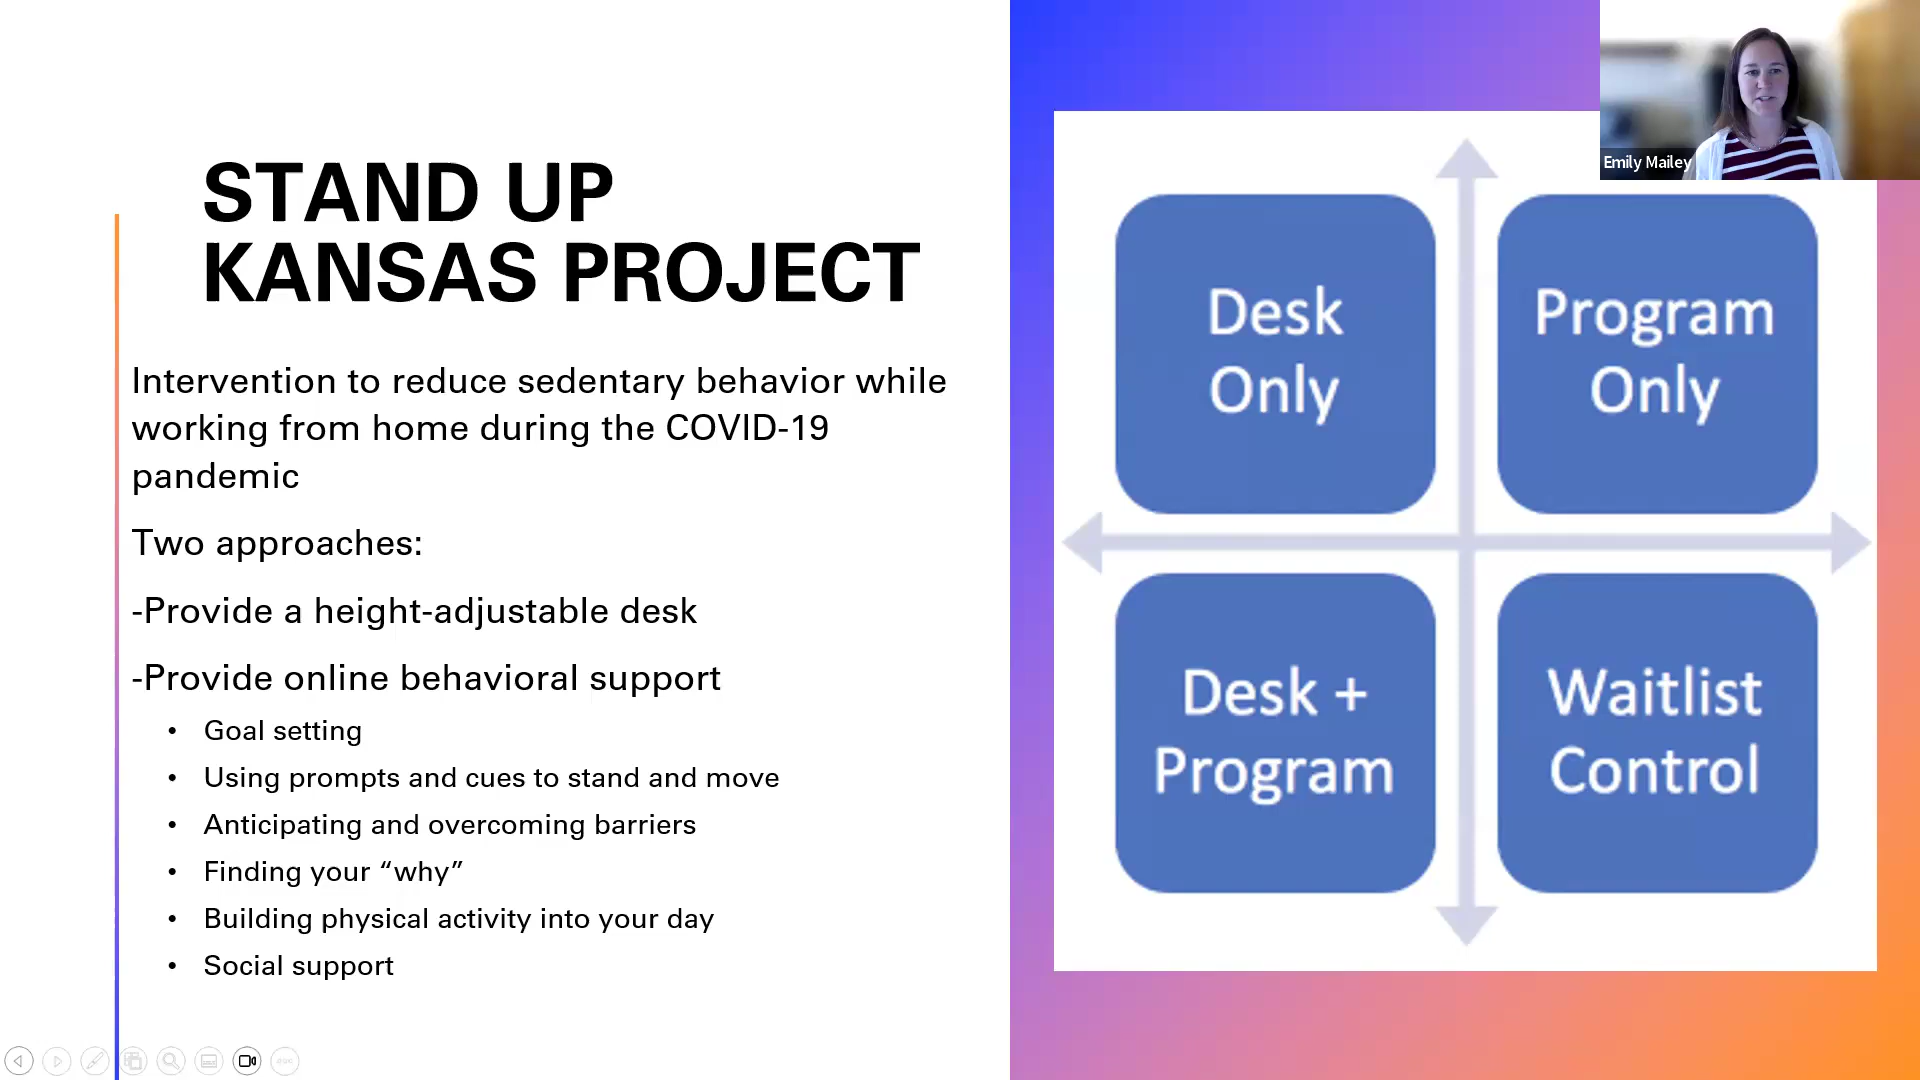 STAND UP
KANSAS PROJECT
Intervention to reduce sedentary behavior while
working from home during the COVID-19
pandemic
Two approaches:
-Provide a height-adjustable desk
-Provide online behavioral support
• Goal setting
• Using prompts and cues to stand and move
• Anticipating and overcoming barriers
• Finding your “why”
• Building physical activity into your day
• Social support
Emily Mailey
Desk
Only
Program
Only
Desk +
Program
Waitlist
Control